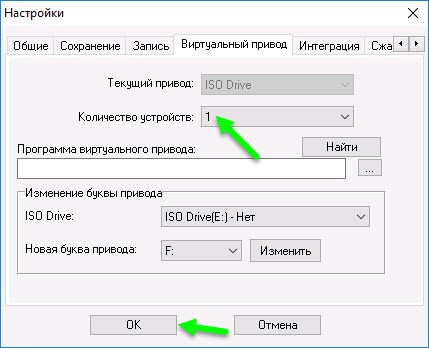 Настройки
Общие Сохранение Запись Виртуальный привод Интеграция Сжа
Текущий привод: ISO Drive
Количество устройств: 1
Программа виртуального привода: Найти
...
Изменение буквы привода
ISO Drive: ISO Drive(E:) - Нет
Новая буква привода: F: Изменить
OK Отмена